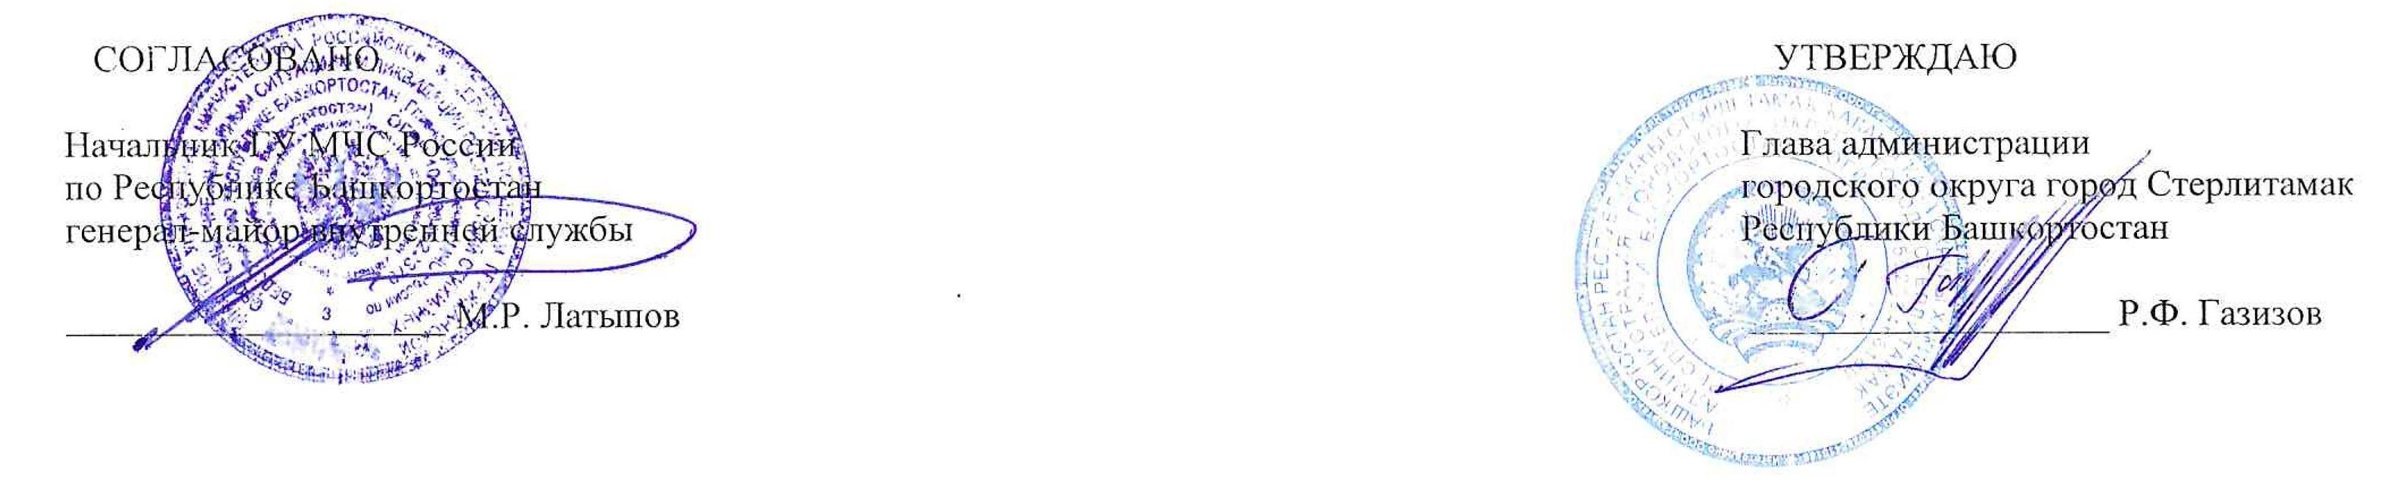 СОГЛАСОВАНО
Начальник ГУ МЧС России
по Республике Башкортостан
генерал-майор внутренней службы
М.Р. Латыпов
УТВЕРЖДАЮ
Глава администрации
городского округа город Стерлитамак
Республики Башкортостан
Р.Ф. Газизов